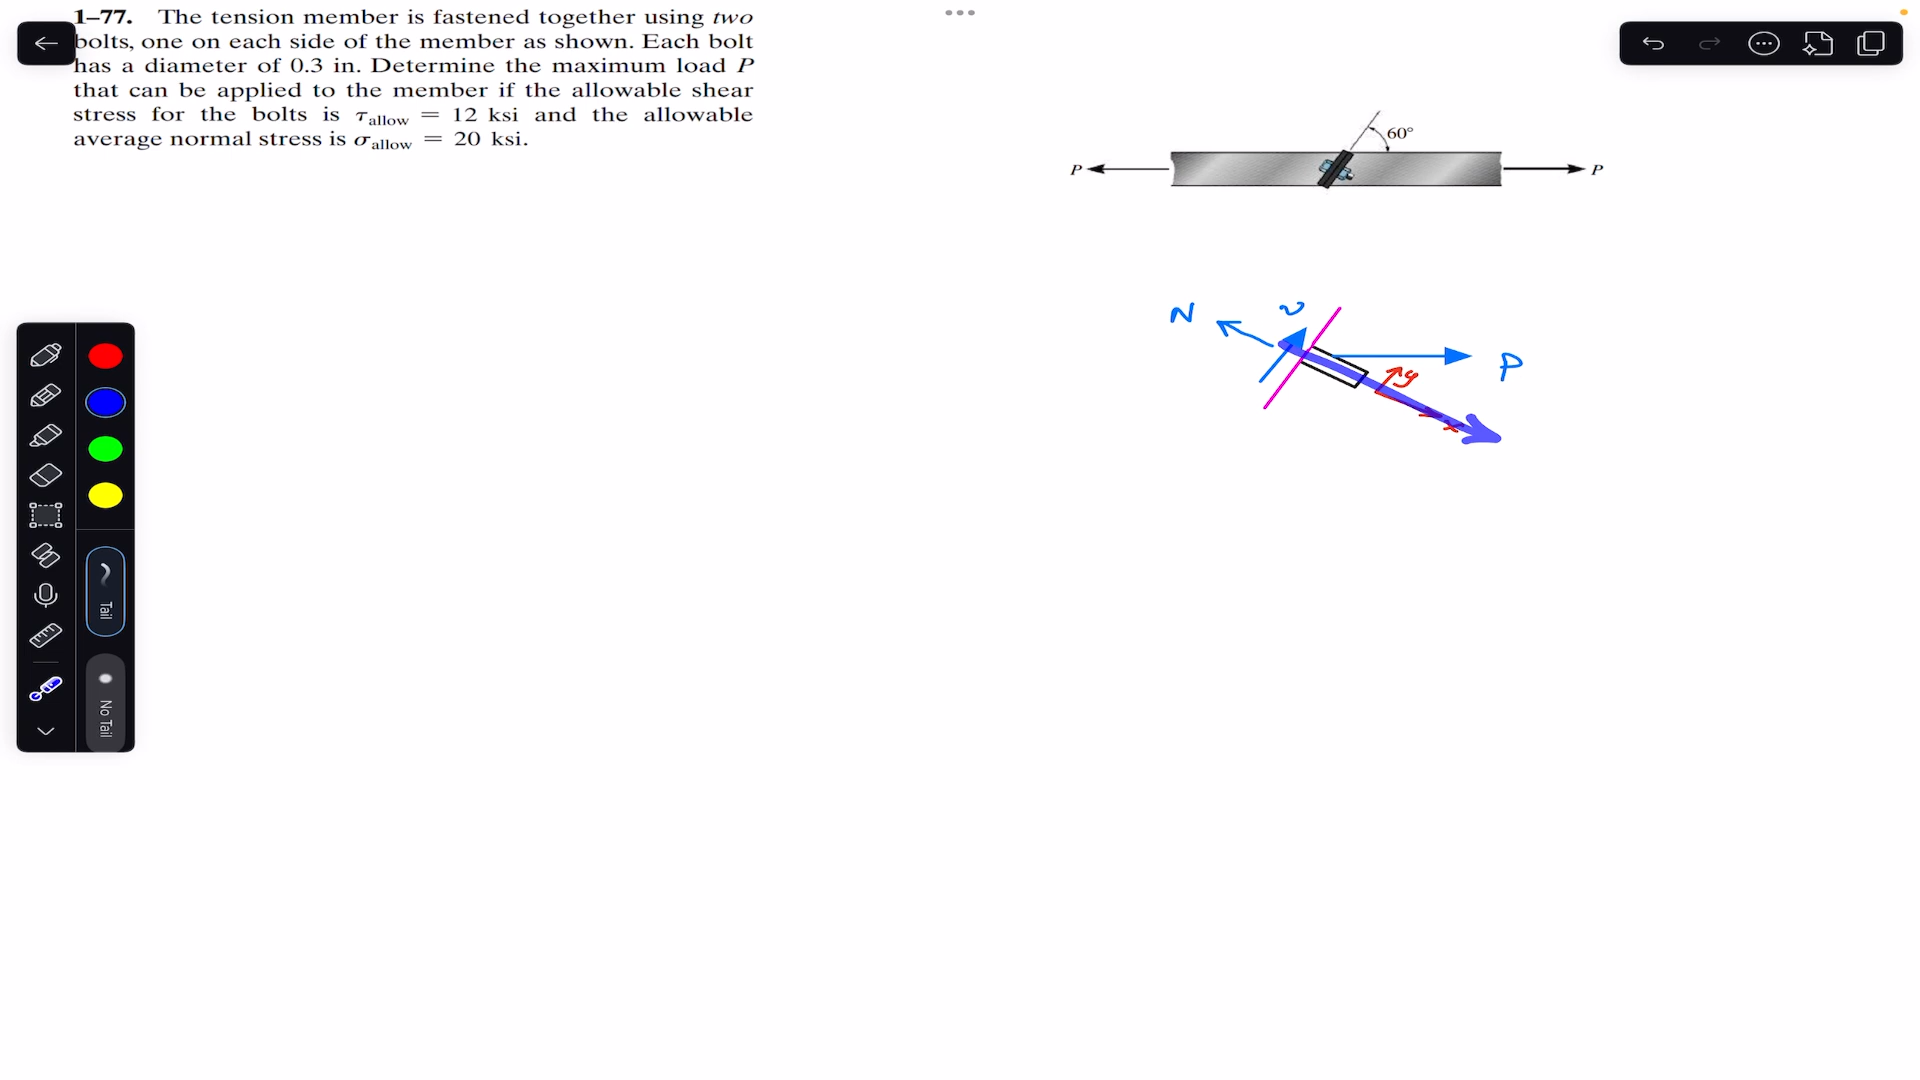 1–77. The tension member is fastened together using two
bolts, one on each side of the member as shown. Each bolt
has a diameter of 0.3 in. Determine the maximum load P
that can be applied to the member if the allowable shear
stress for the bolts is τallow = 12 ksi and the allowable
average normal stress is σallow = 20 ksi.
60°
P
P
N
v
P
y
x
Tail
No Tail